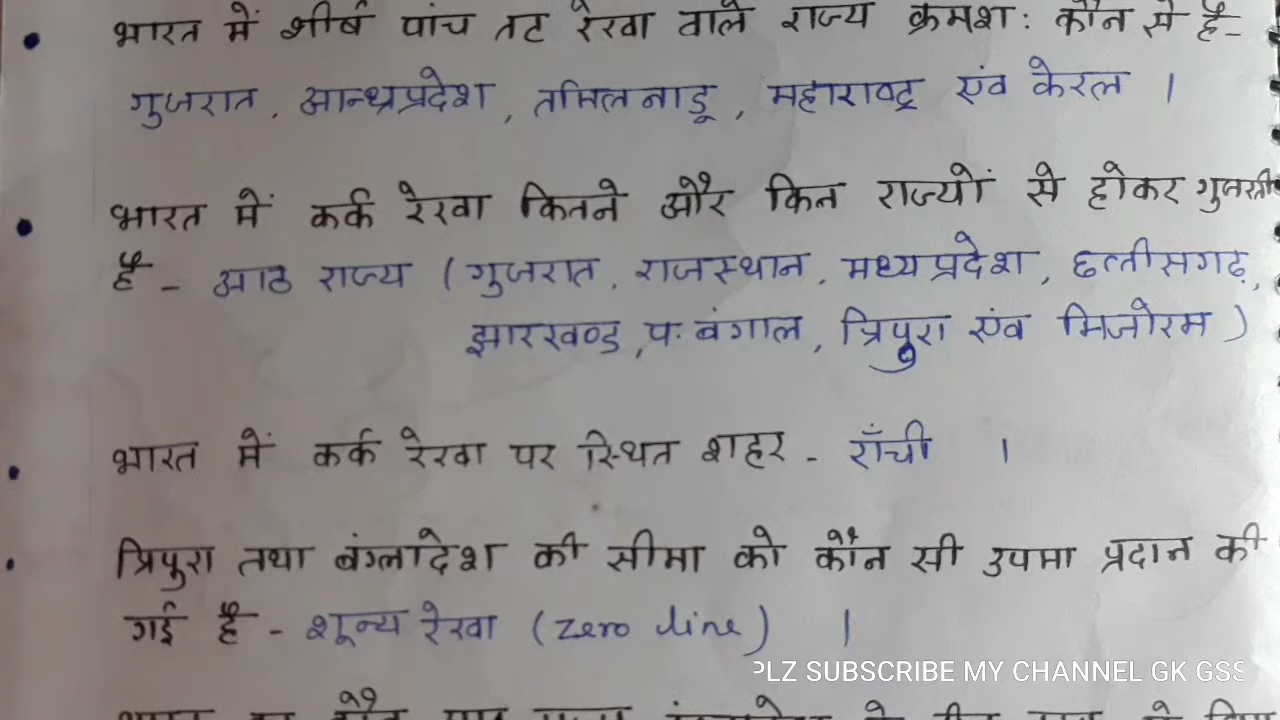 भारत में शीर्ष पांच तट रेखा वाले राज्य क्रमश: कौन से है-
गुजरात, आन्ध्रप्रदेश, तमिलनाडू, महाराष्ट्र एंव केरल ।
भारत में कर्क रेखा कितने और किन राज्यों से होकर गुजरती
है - आठ राज्य (गुजरात, राजस्थान, मध्यप्रदेश, छत्तीसगढ़,
झारखण्ड, प. बंगाल, त्रिपुरा एंव मिजोरम)
भारत में कर्क रेखा पर स्थित शहर - राँची ।
त्रिपुरा तथा बंग्लादेश की सीमा को कौन सी उपमा प्रदान की
गई है - शून्य रेखा (zero line) ।
PLZ SUBSCRIBE MY CHANNEL GK GSS